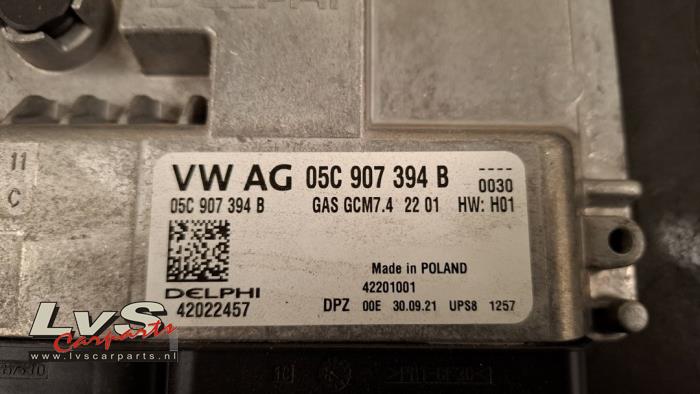 DELPHI
11
C
VW AG 05C 907 394 B ----
0030
05C 907 394 B GAS GCM7.4 22 01 HW: H01
Made in POLAND
DELPHI 42201001
42022457 DPZ 00E 30.09.21 UPS8 1257
LvS
Carparts
www.lvscarparts.nl